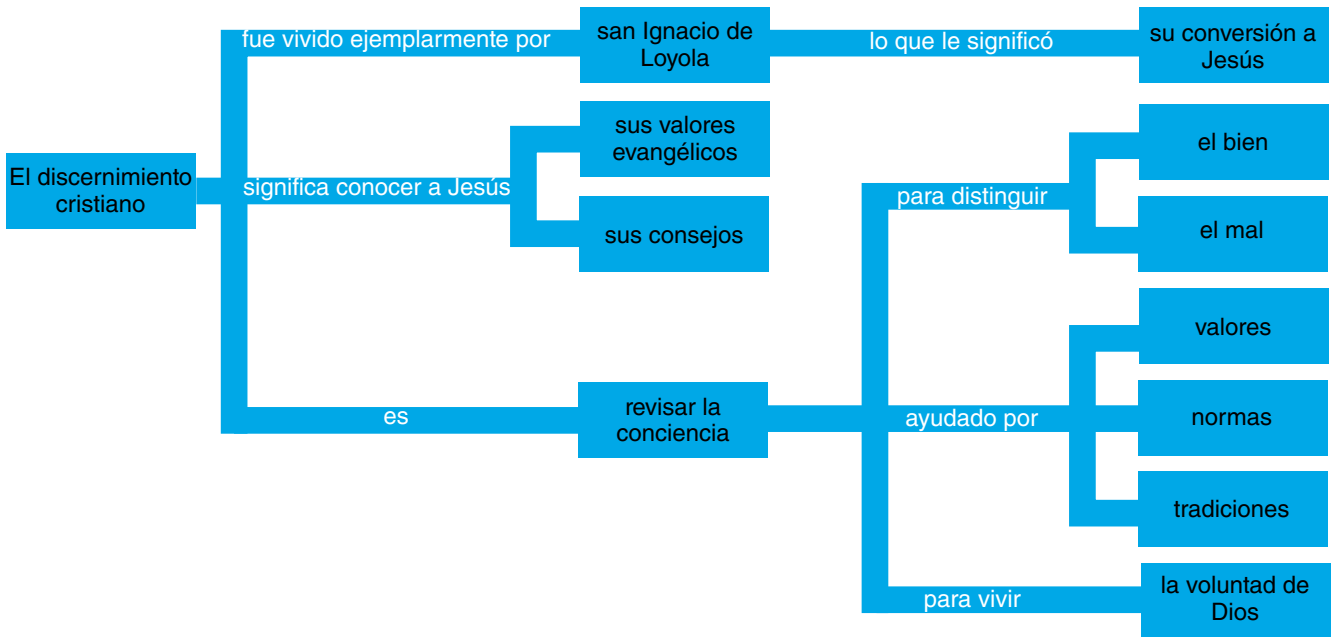 fue vivido ejemplarmente por
san Ignacio de
Loyola
lo que le significó
su conversión a
Jesús
El discernimiento
cristiano
significa conocer a Jesús
sus valores
evangélicos
sus consejos
es
revisar la
conciencia
para distinguir
el bien
el mal
ayudado por
valores
normas
tradiciones
para vivir
la voluntad de
Dios